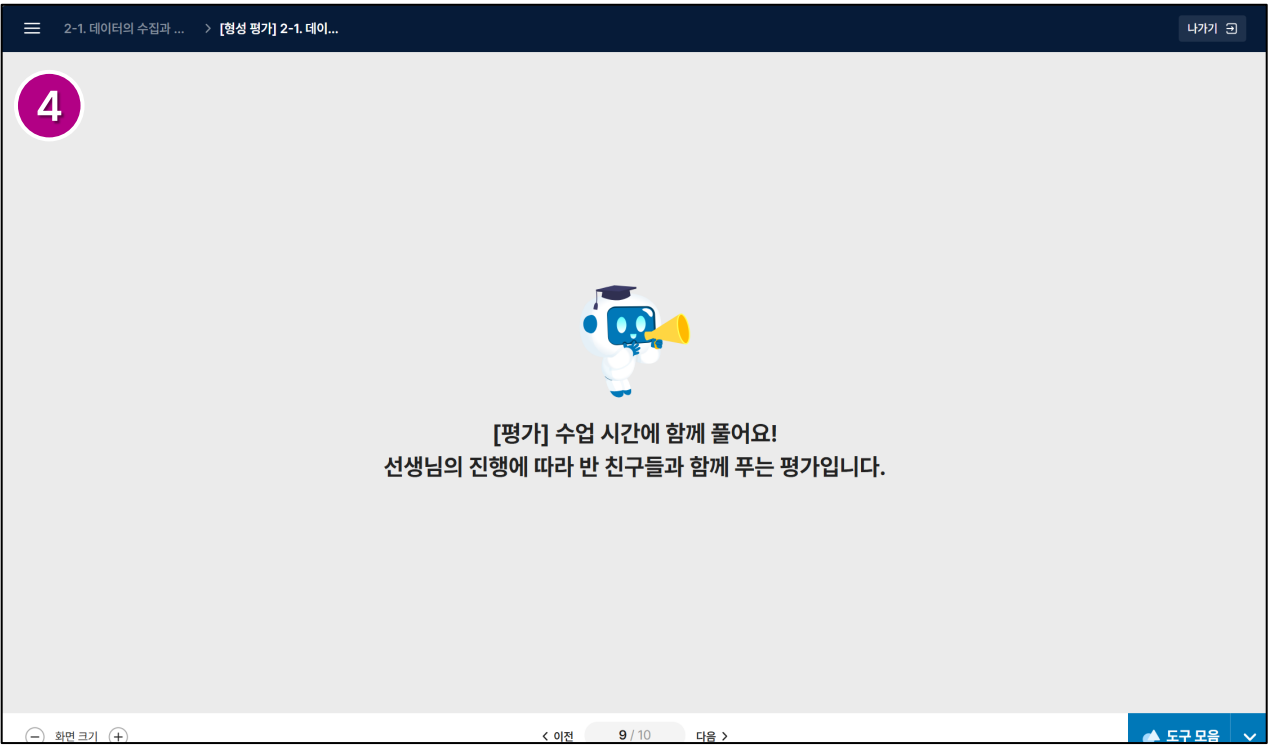 2-1. 데이터의 수집과 ... > [형성 평가] 2-1. 데이...
나가기
4
[평가] 수업 시간에 함께 풀어요!
선생님의 진행에 따라 반 친구들과 함께 푸는 평가입니다.
화면 크기
< 이전 9 / 10 다음 >
도구 모음